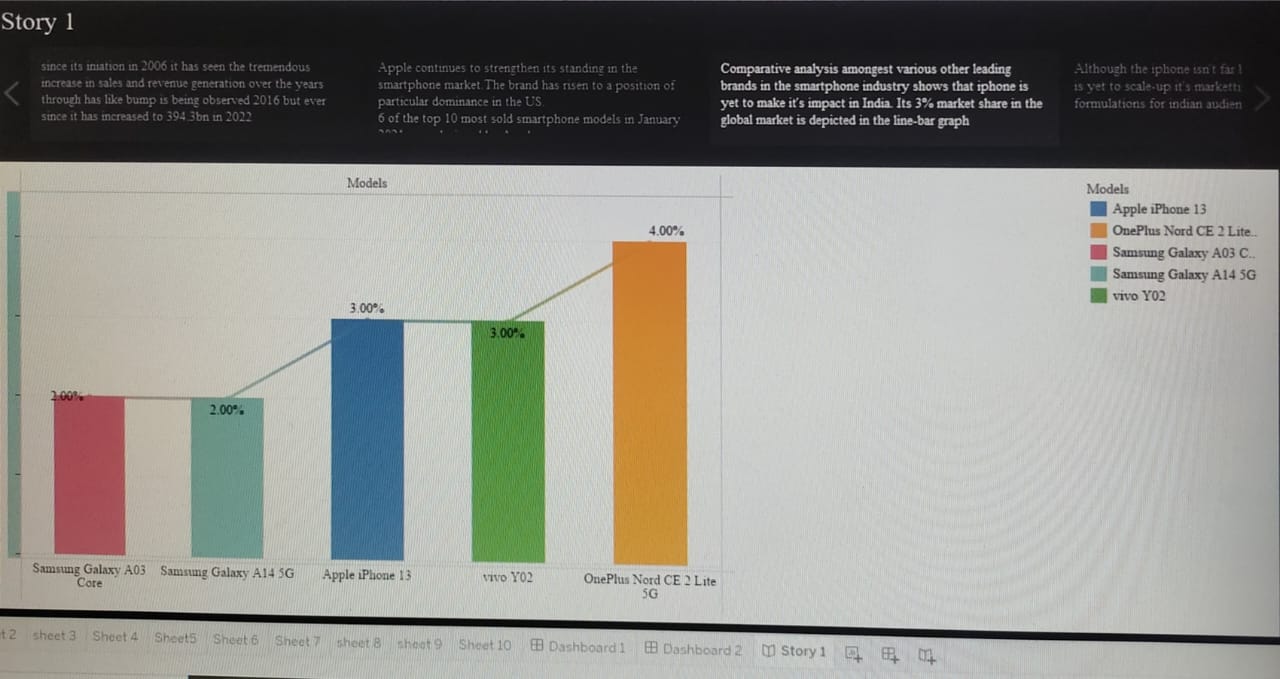 Story 1
since its iniation in 2006 it has seen the tremendous
increase in sales and revenue generation over the years
through has like bump is being observed 2016 but ever
since it has increased to 394.3bn in 2022
Apple continues to strengthen its standing in the
smartphone market.The brand has risen to a position of
particular dominance in the US.
6 of the top 10 most sold smartphone models in January
Comparative analysis amongest various other leading
brands in the smartphone industry shows that iphone is
yet to make it's impact in India. Its 3% market share in the
global market is depicted in the line-bar graph
Although the iphone isn't far
is yet to scale-up it's
formulations for indian audien
Models
2.00%
2.00%
3.00%
3.00%
4.00%
Samsung Galaxy A03
Core
Samsung Galaxy A14 5G
Apple iPhone 13
vivo Y02
OnePlus Nord CE 2 Lite
5G
Models
Apple iPhone 13
OnePlus Nord CE 2 Lite..
Samsung Galaxy A03 C..
Samsung Galaxy A14 5G
vivo Y02
t 2 sheet 3 Sheet 4 Sheet5 Sheet 6 Sheet 7 sheet 8 sheet 9 Sheet 10 Dashboard 1 Dashboard 2 Story 1